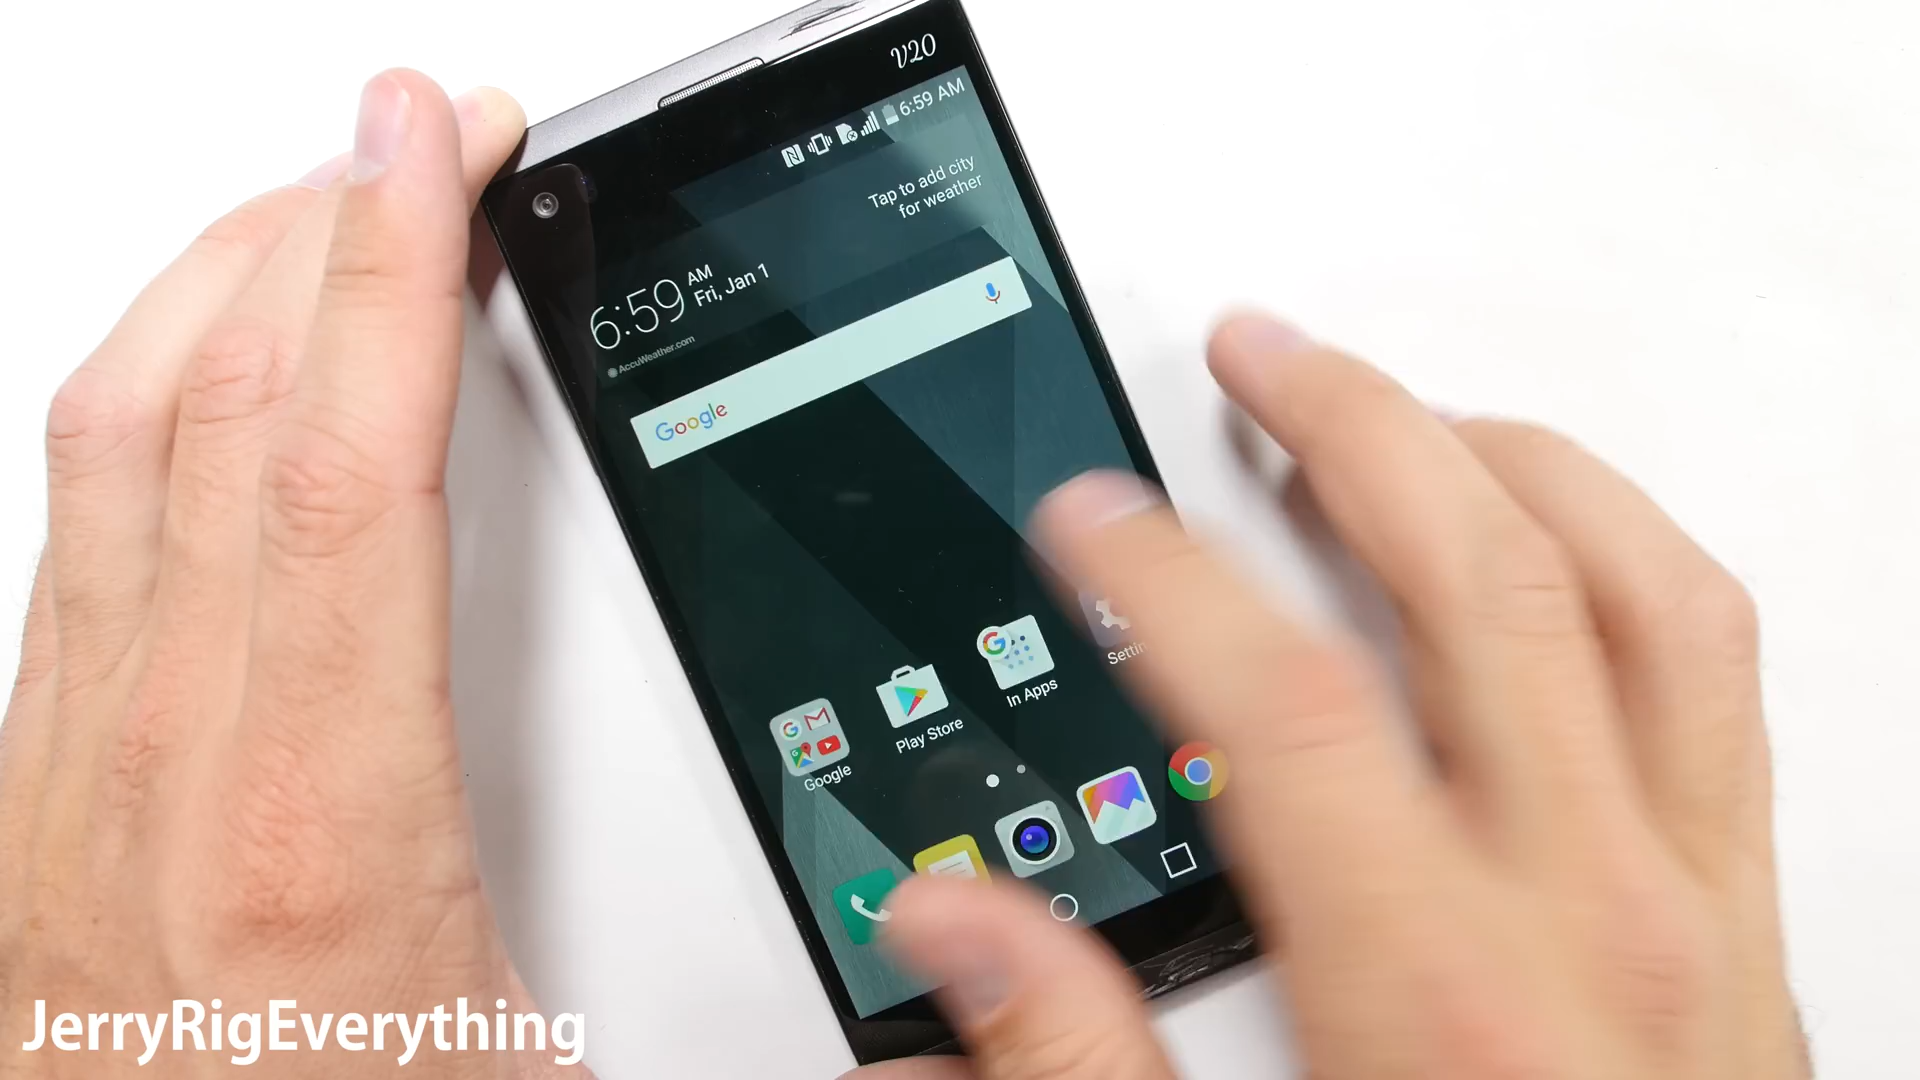 V20
6:59 AM
Tap to add city
for weather
6:59 AM
Fri, Jan 1
AccuWeather.com
Google
In Apps
Play Store
Google
JerryRigEverything